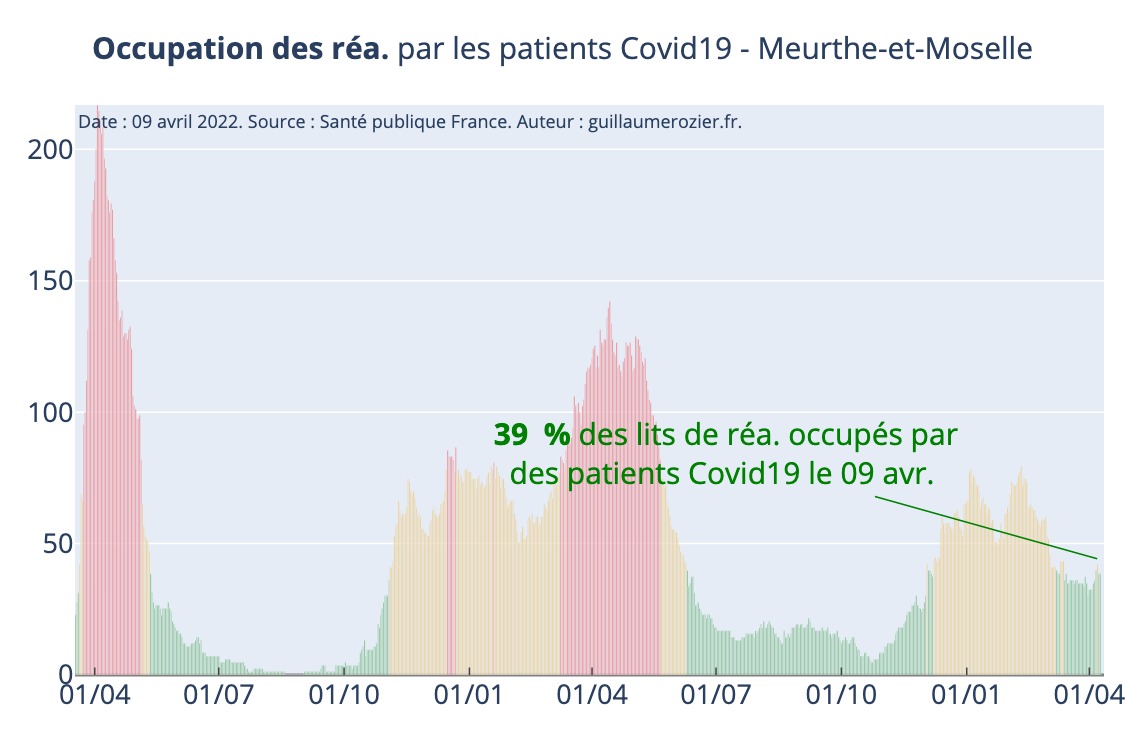 Occupation des réa. par les patients Covid19 - Meurthe-et-Moselle
Date : 09 avril 2022. Source : Santé publique France. Auteur : guillaumerozier.fr.
200
150
100
39 % des lits de réa. occupés par
des patients Covid19 le 09 avr.
50
0
01/04 01/07 01/10 01/01 01/04 01/07 01/10 01/01 01/04